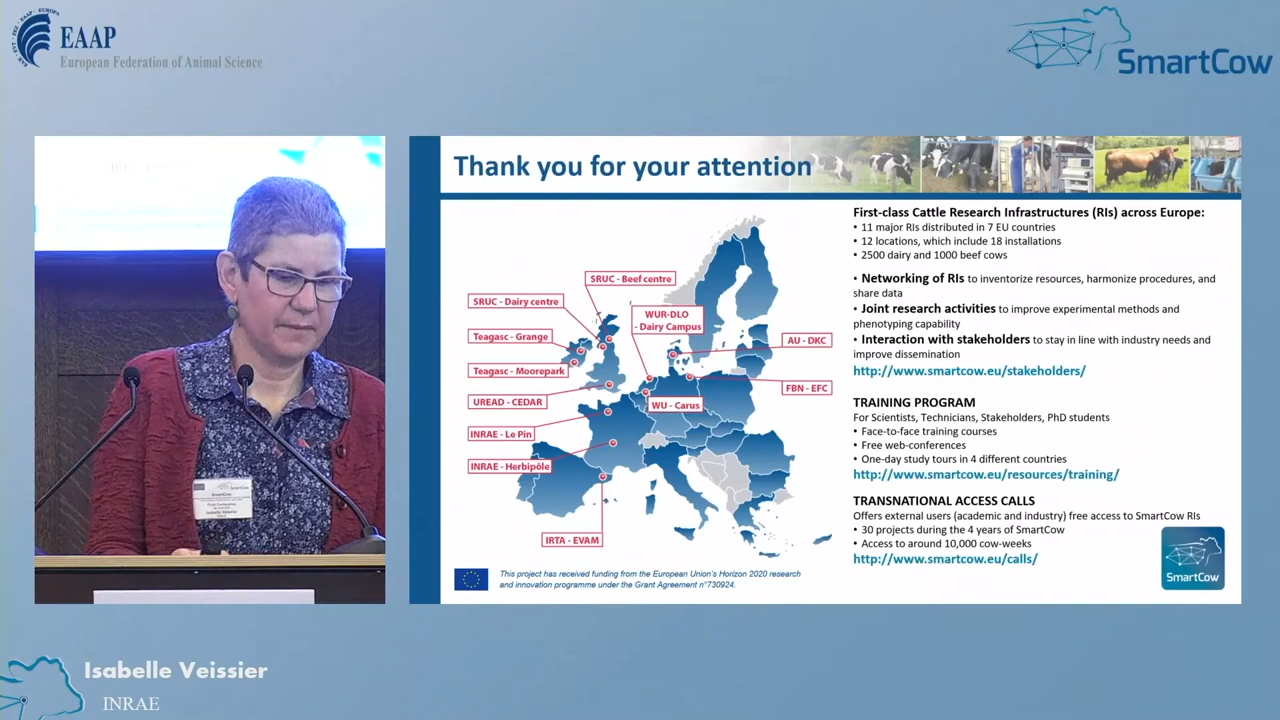 EAAP
European Federation of Animal Science
SmartCow
Thank you for your attention
First-class Cattle Research Infrastructures (RIs) across Europe:
• 11 major RIs distributed in 7 EU countries
• 12 locations, which include 18 installations
• 2500 dairy and 1000 beef cows
• Networking of RIs to inventorize resources, harmonize procedures, and
share data
• Joint research activities to improve experimental methods and
phenotyping capability
• Interaction with stakeholders to stay in line with industry needs and
improve dissemination
http://www.smartcow.eu/stakeholders/
TRAINING PROGRAM
For Scientists, Technicians, Stakeholders, PhD students
• Face-to-face training courses
• Free web-conferences
• One-day study tours in 4 different countries
http://www.smartcow.eu/resources/training/
TRANSNATIONAL ACCESS CALLS
Offers external users (academic and industry) free access to SmartCow RIs
• 30 projects during the 4 years of SmartCow
• Access to around 10,000 cow-weeks
http://www.smartcow.eu/calls/
SmartCow
SRUC - Beef centre
SRUC - Dairy centre
WUR-DLO
- Dairy Campus
Teagasc - Grange
AU - DKC
Teagasc - Moorepark
FBN - EFC
UREAD - CEDAR
WU - Carus
INRAE - Le Pin
INRAE - Herbipôle
IRTA - EVAM
This project has received funding from the European Union's Horizon 2020 research
and innovation programme under the Grant Agreement n°730924.
SmartCow
Isabelle Veissier
Isabelle Veissier
INRAE